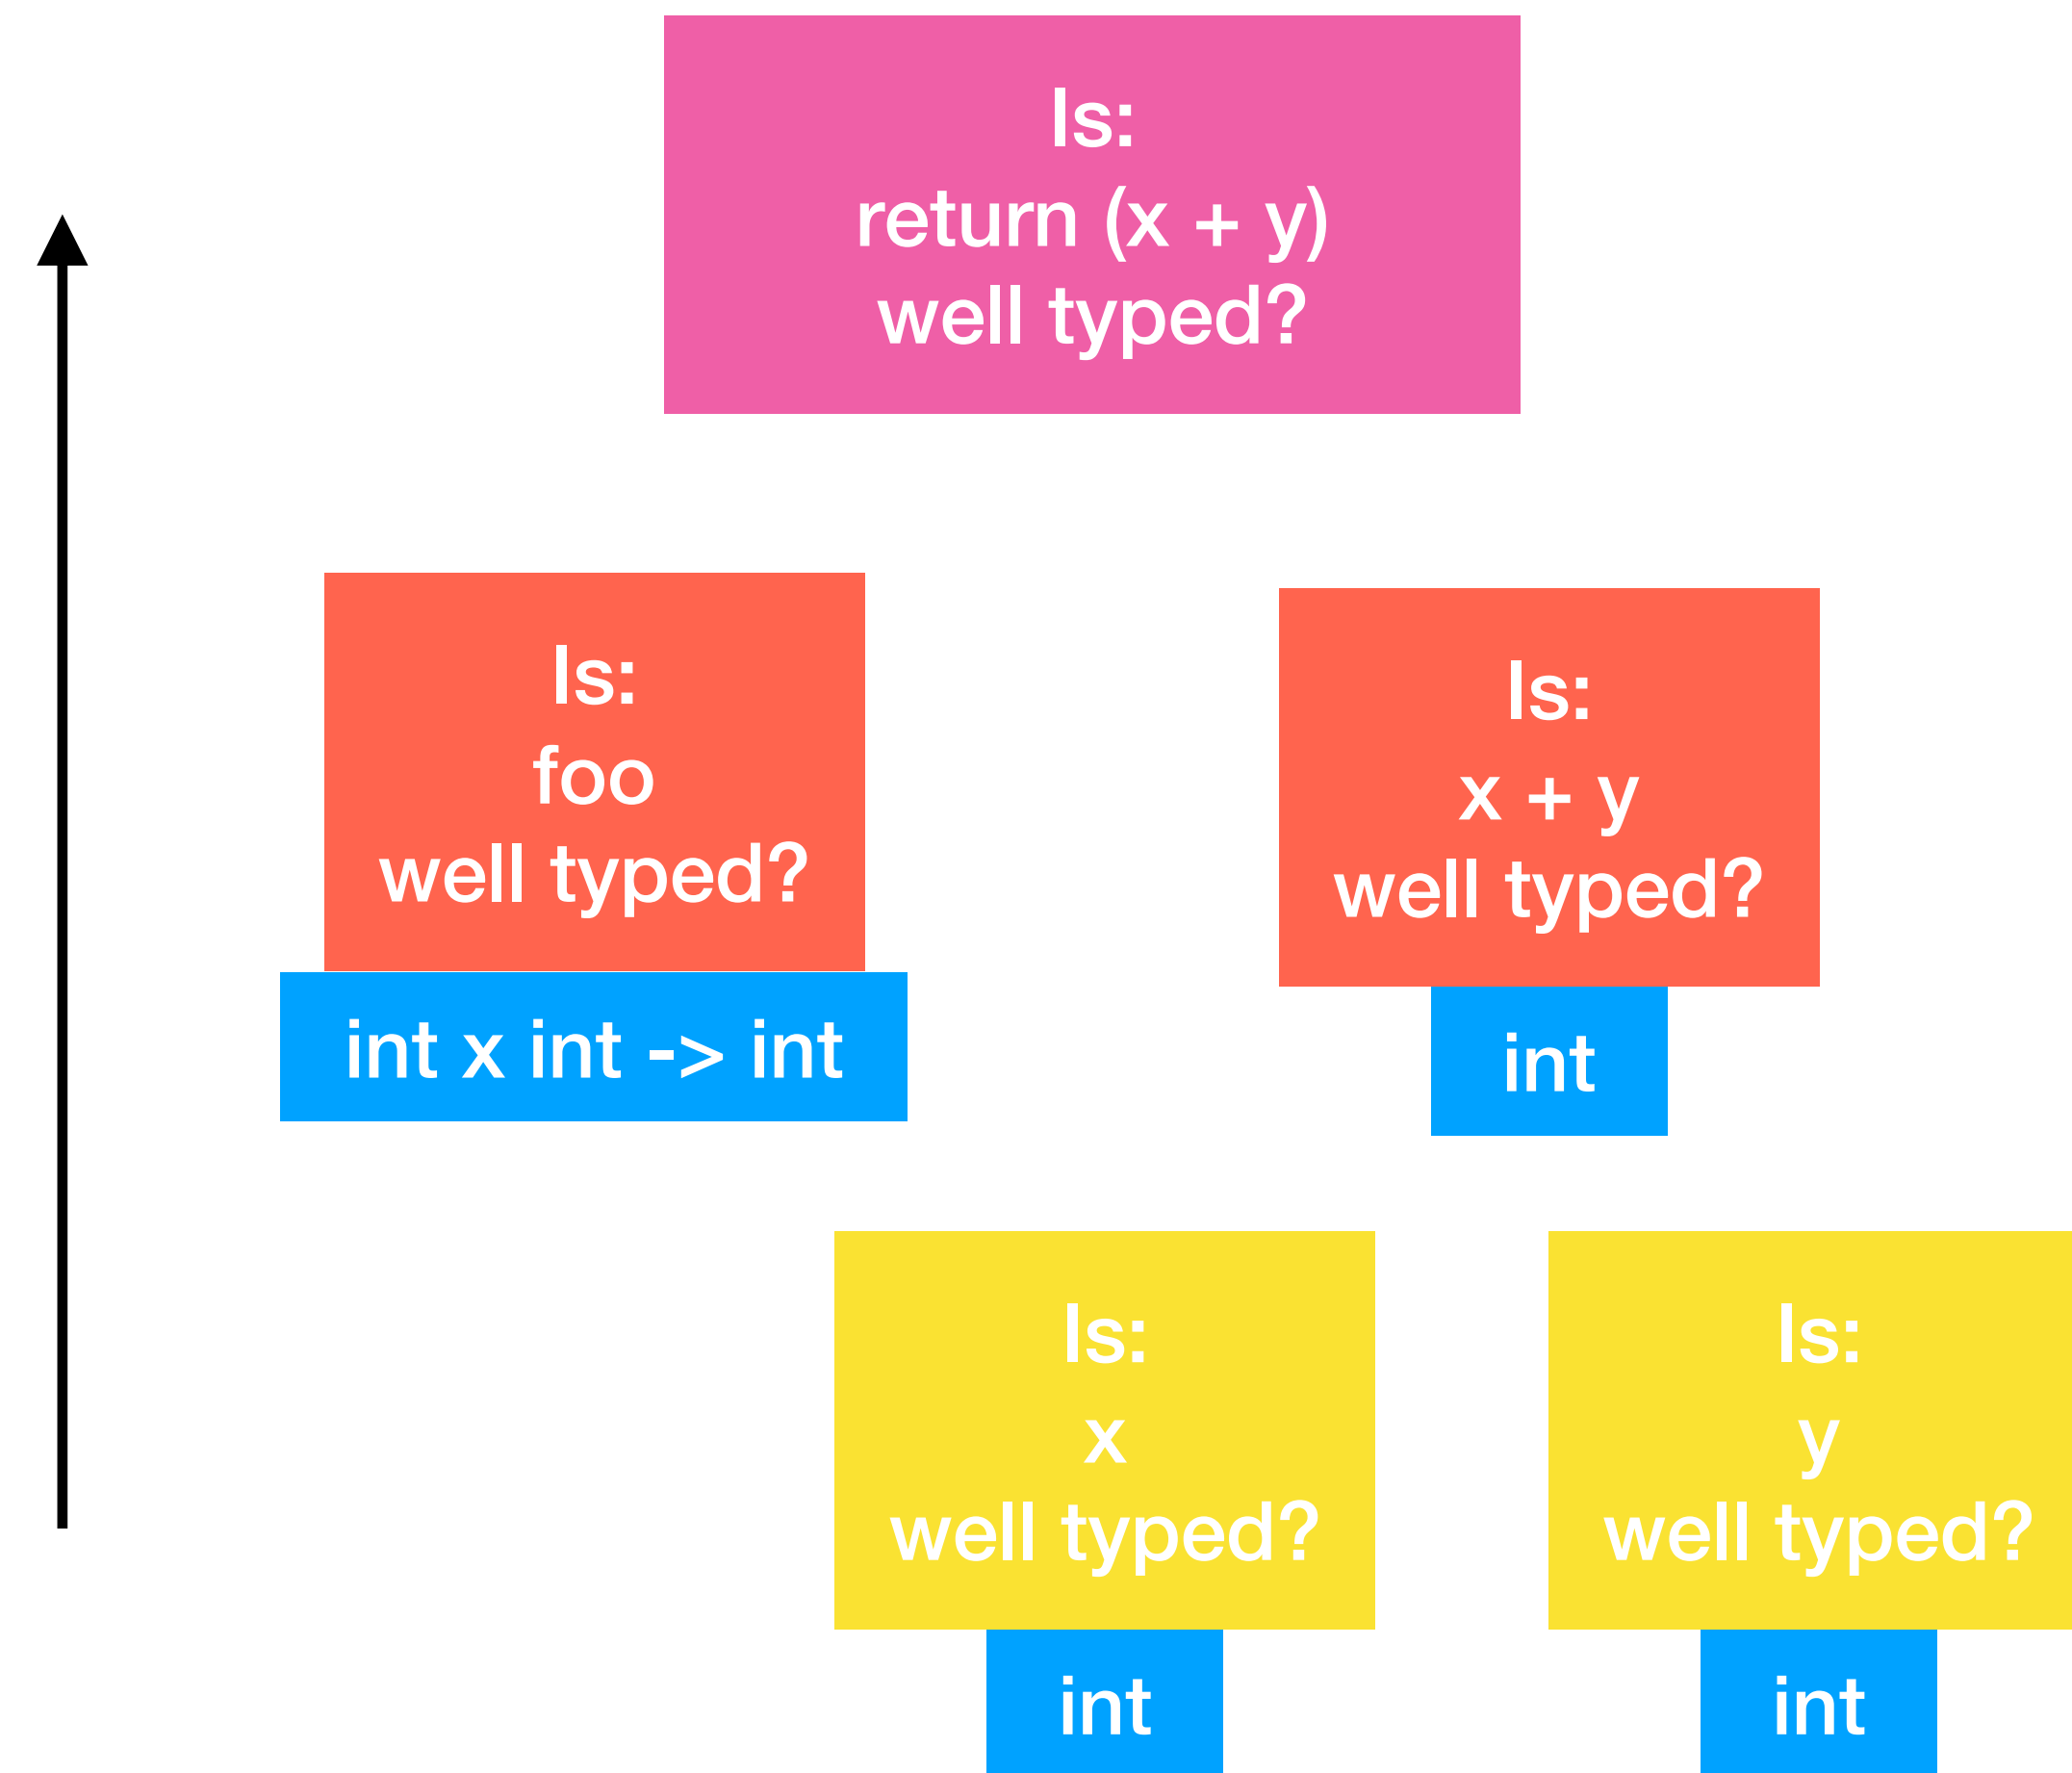 Is:
return (x + y)
well typed?
Is:
foo
well typed?
int x int -> int
Is:
x + y
well typed?
int
Is:
x
well typed?
int
Is:
y
well typed?
int